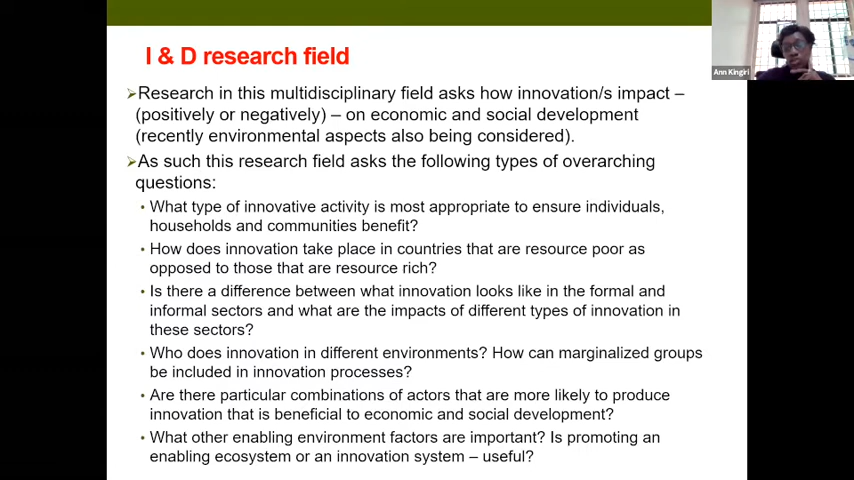 I & D research field
Ann Kingiri
➢Research in this multidisciplinary field asks how innovation/s impact –
(positively or negatively) – on economic and social development
(recently environmental aspects also being considered).
➢As such this research field asks the following types of overarching
questions:
• What type of innovative activity is most appropriate to ensure individuals,
households and communities benefit?
• How does innovation take place in countries that are resource poor as
opposed to those that are resource rich?
• Is there a difference between what innovation looks like in the formal and
informal sectors and what are the impacts of different types of innovation in
these sectors?
• Who does innovation in different environments? How can marginalized groups
be included in innovation processes?
• Are there particular combinations of actors that are more likely to produce
innovation that is beneficial to economic and social development?
• What other enabling environment factors are important? Is promoting an
enabling ecosystem or an innovation system – useful?